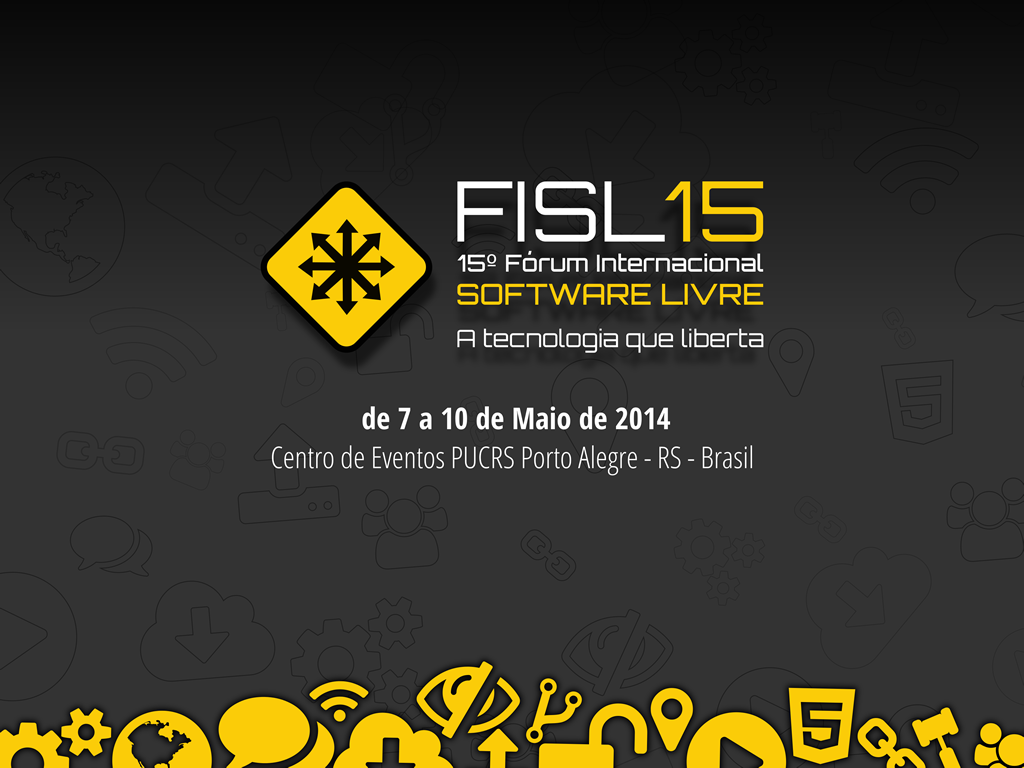 FISL15
15º Fórum Internacional
SOFTWARE LIVRE
A tecnologia que liberta
de 7 a 10 de Maio de 2014
Centro de Eventos PUCRS Porto Alegre - RS - Brasil